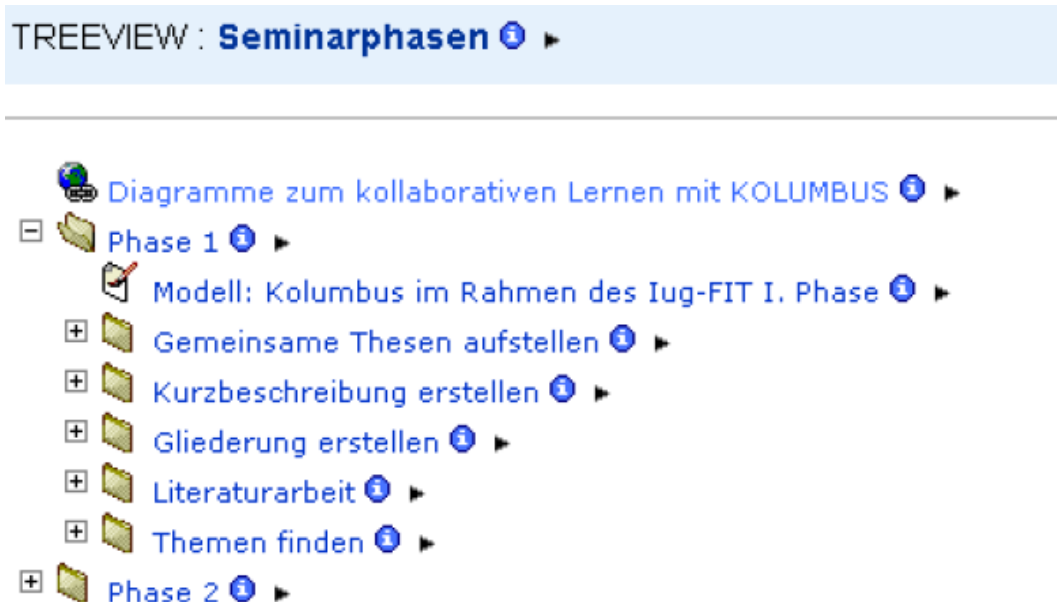 TREEVIEW : Seminarphasen
Diagramme zum kollaborativen Lernen mit KOLUMBUS
Phase 1
Modell: Kolumbus im Rahmen des Iug-FIT I. Phase
Gemeinsame Thesen aufstellen
Kurzbeschreibung erstellen
Gliederung erstellen
Literaturarbeit
Themen finden
Phase 2